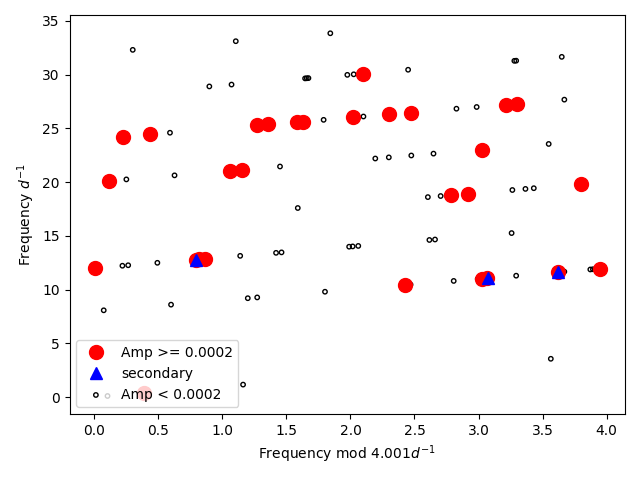 35
30
25
20
15
10
5
0
Frequency d⁻¹
Amp >= 0.0002
secondary
Amp < 0.0002
0.0 0.5 1.0 1.5 2.0 2.5 3.0 3.5 4.0
Frequency mod 4.001d⁻¹